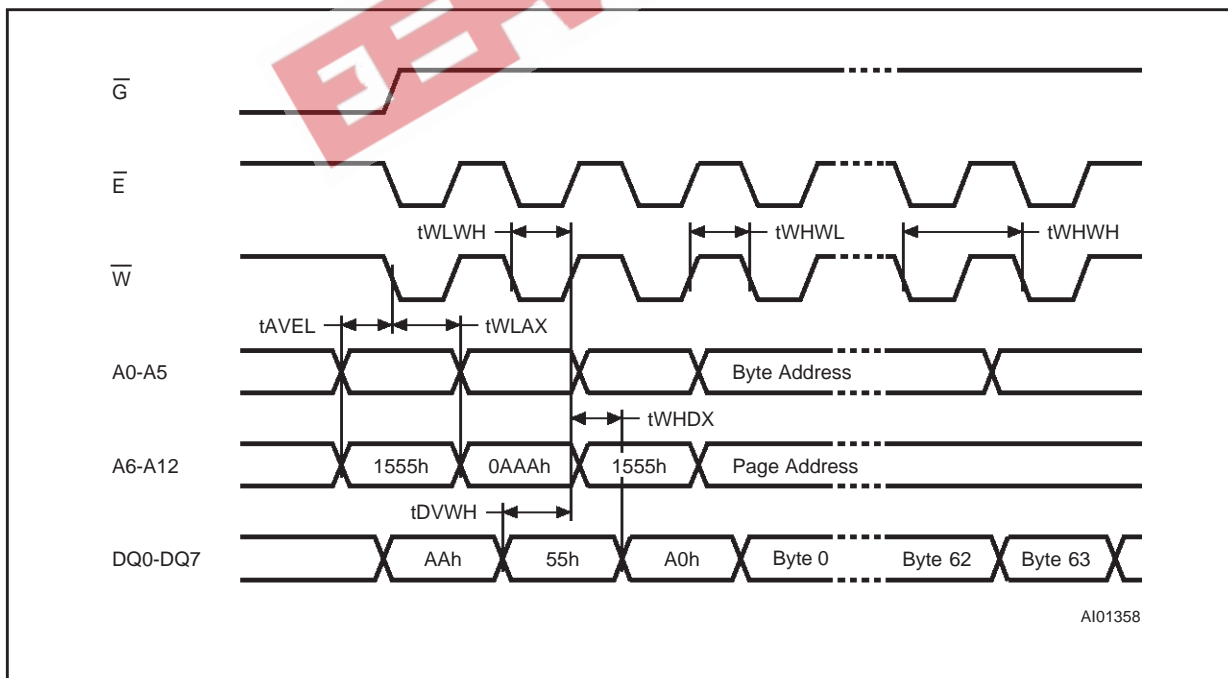 G
E
tWLWH
tWHWL
tWHWH
W
tAVEL
tWLAX
A0-A5
Byte Address
tWHDX
A6-A12
1555h
0AAAh
1555h
Page Address
tDVWH
DQ0-DQ7
AAh
55h
A0h
Byte 0
Byte 62
Byte 63
AI01358